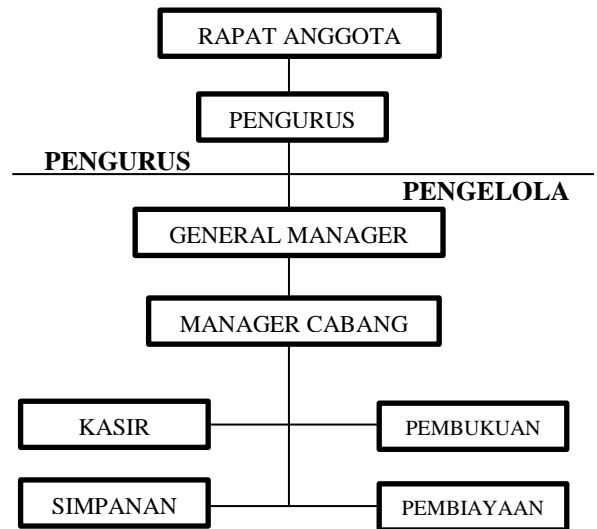 RAPAT ANGGOTA
PENGURUS
PENGURUS
PENGELOLA
GENERAL MANAGER
MANAGER CABANG
KASIR
PEMBUKUAN
SIMPANAN
PEMBIAYAAN